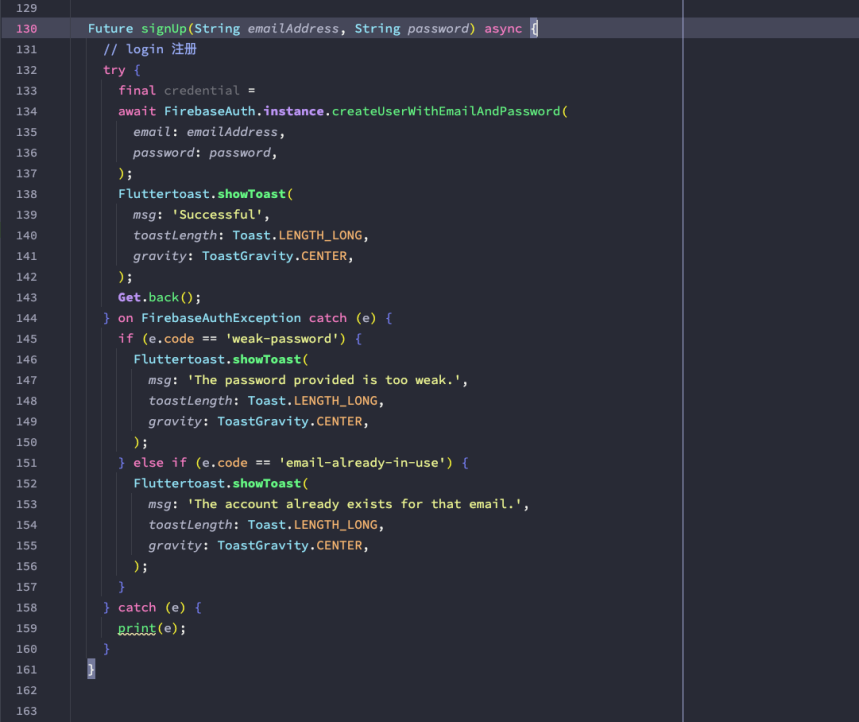 129
130 Future signUp(String emailAddress, String password) async {
131 // login 注册
132 try {
133 final credential =
134 await FirebaseAuth.instance.createUserWithEmailAndPassword(
135 email: emailAddress,
136 password: password,
137 );
138 Fluttertoast.showToast(
139 msg: 'Successful',
140 toastLength: Toast.LENGTH_LONG,
141 gravity: ToastGravity.CENTER,
142 );
143 Get.back();
144 } on FirebaseAuthException catch (e) {
145 if (e.code == 'weak-password') {
146 Fluttertoast.showToast(
147 msg: 'The password provided is too weak.',
148 toastLength: Toast.LENGTH_LONG,
149 gravity: ToastGravity.CENTER,
150 );
151 } else if (e.code == 'email-already-in-use') {
152 Fluttertoast.showToast(
153 msg: 'The account already exists for that email.',
154 toastLength: Toast.LENGTH_LONG,
155 gravity: ToastGravity.CENTER,
156 );
157 }
158 } catch (e) {
159 print(e);
160 }
161 }
162
163